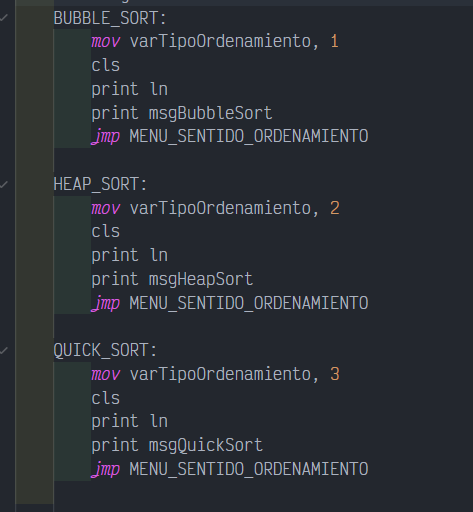 BUBBLE_SORT:
mov varTipoOrdenamiento, 1
cls
print ln
print msgBubbleSort
jmp MENU_SENTIDO_ORDENAMIENTO
HEAP_SORT:
mov varTipoOrdenamiento, 2
cls
print ln
print msgHeapSort
jmp MENU_SENTIDO_ORDENAMIENTO
QUICK_SORT:
mov varTipoOrdenamiento, 3
cls
print ln
print msgQuickSort
jmp MENU_SENTIDO_ORDENAMIENTO